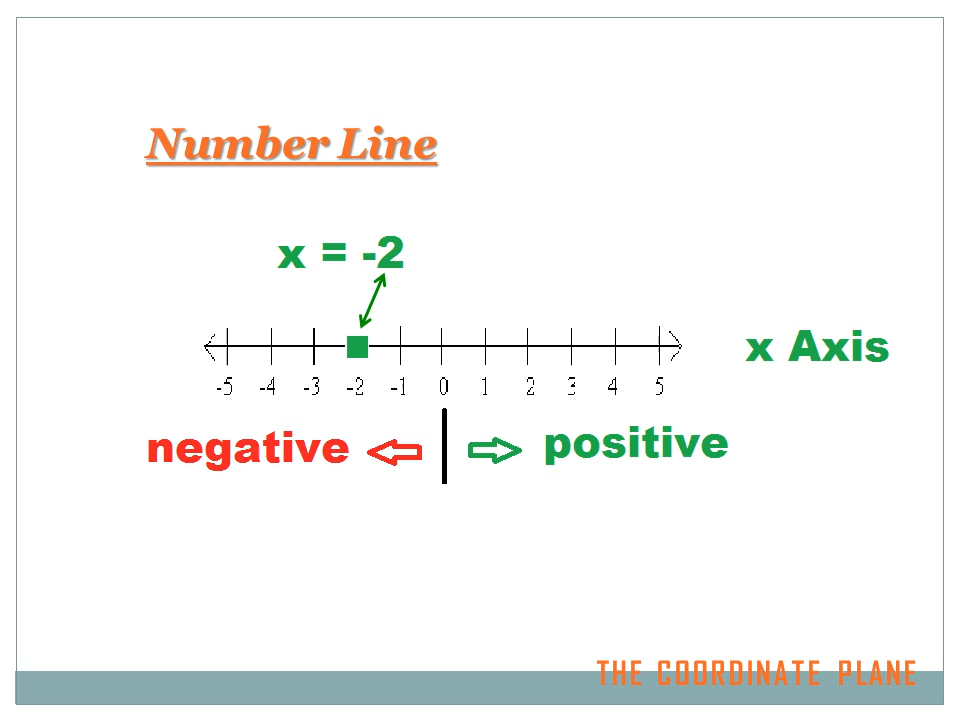 Number Line
x = -2
x Axis
-5 -4 -3 -2 -1 0 1 2 3 4 5
negative positive
THE COORDINATE PLANE